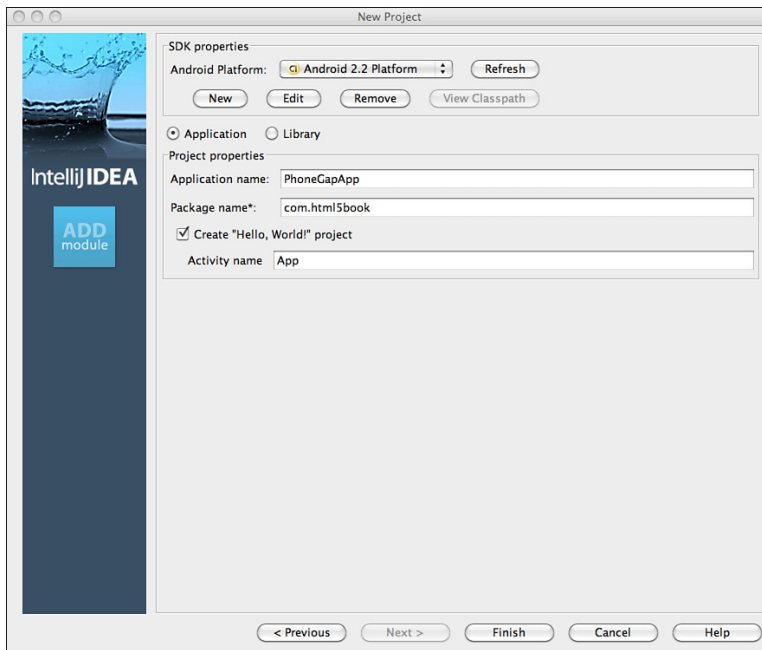 New Project
SDK properties
Android Platform: Android 2.2 Platform Refresh
New Edit Remove View Classpath
Application Library
Project properties
Application name: PhoneGapApp
Package name*: com.html5book
Create "Hello, World!" project
Activity name App
IntelliJIDEA
ADD
module
< Previous Next > Finish Cancel Help